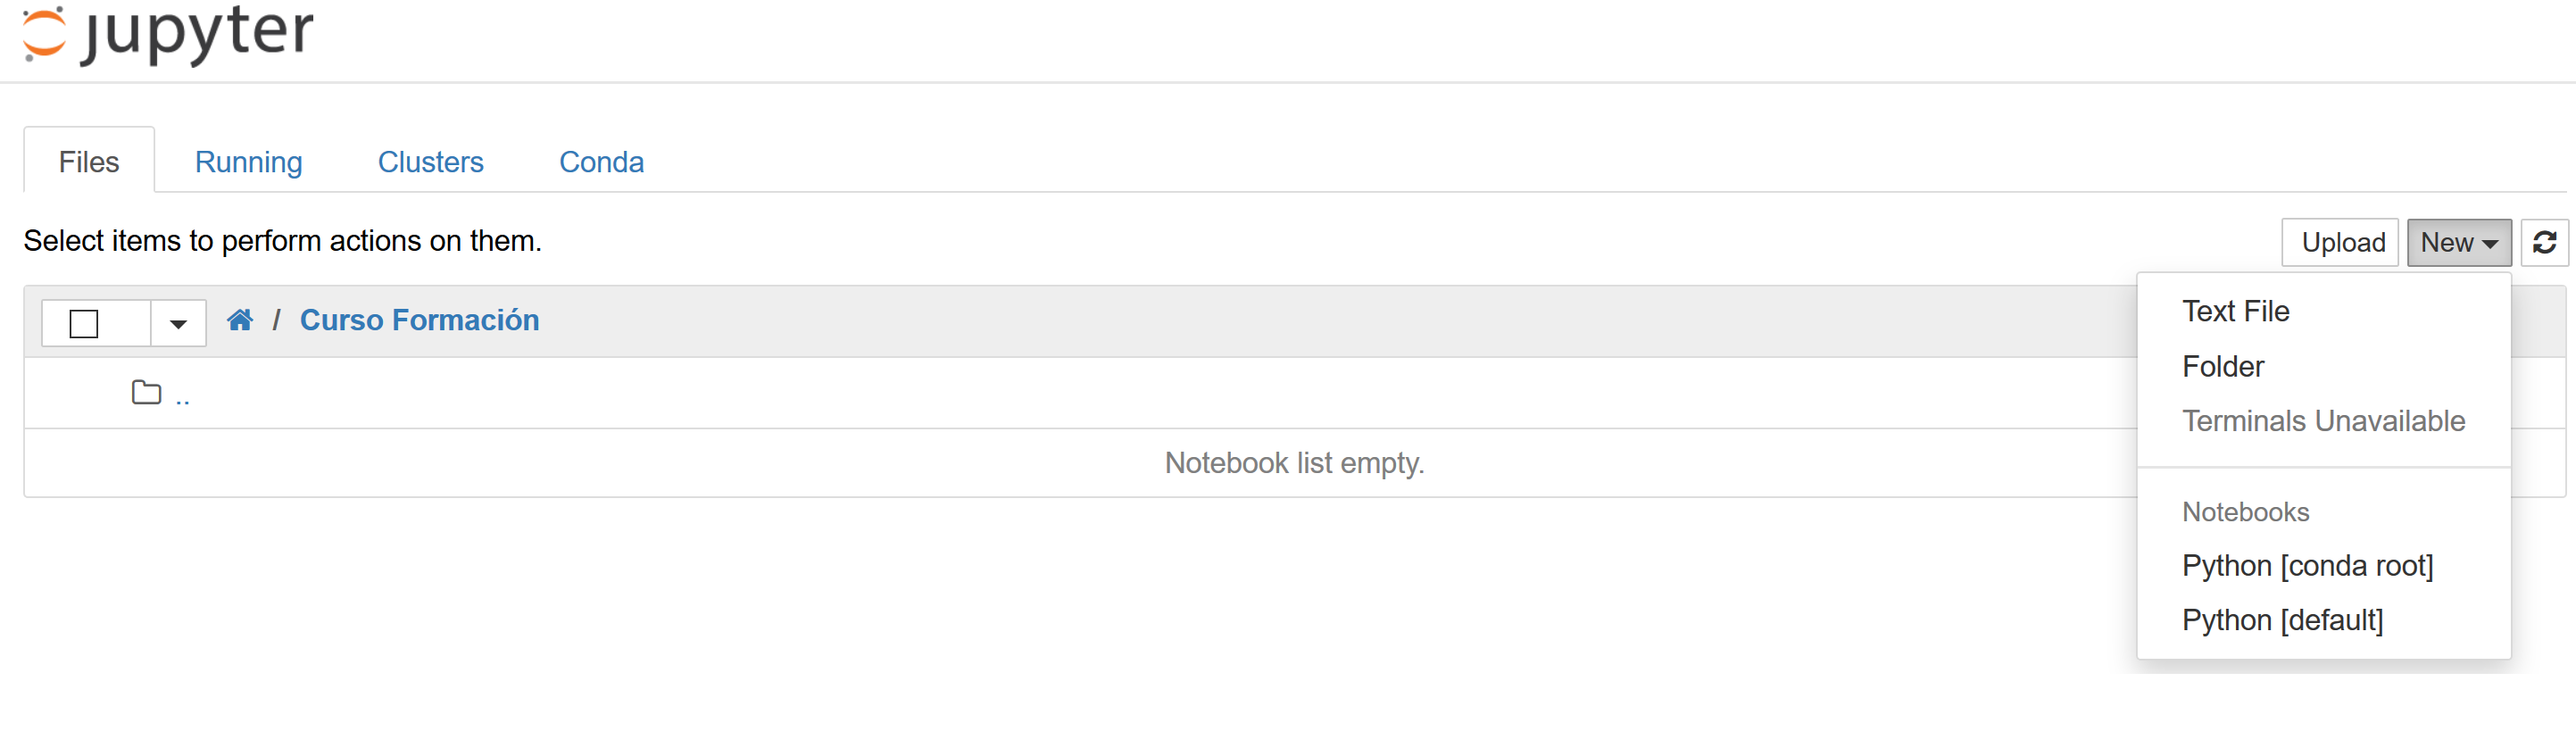 jupyter
Files Running Clusters Conda
Select items to perform actions on them.
Upload New
/ Curso Formación
..
Notebook list empty.
Text File
Folder
Terminals Unavailable
Notebooks
Python [conda root]
Python [default]